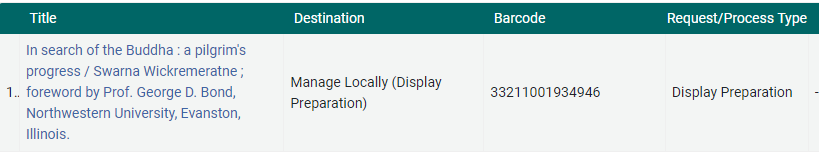 Title Destination Barcode Request/Process Type
In search of the Buddha : a pilgrim's
progress / Swarna Wickremeratne ;
foreword by Prof. George D. Bond,
Northwestern University, Evanston,
Illinois.
1..
Manage Locally (Display
Preparation)
33211001934946
Display Preparation
-